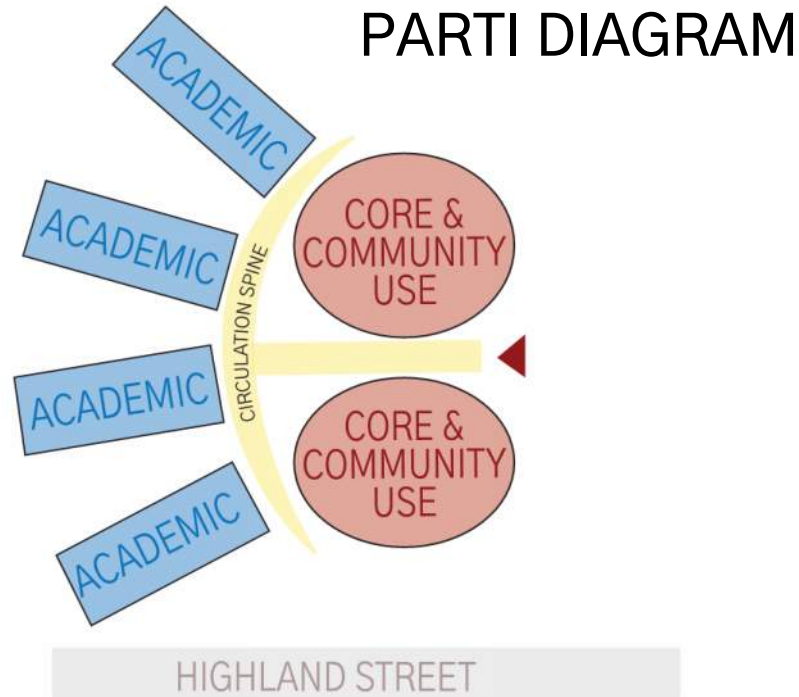 PARTI DIAGRAM
ACADEMIC
ACADEMIC
ACADEMIC
ACADEMIC
CIRCULATION SPINE
CORE &
COMMUNITY
USE
CORE &
COMMUNITY
USE
HIGHLAND STREET